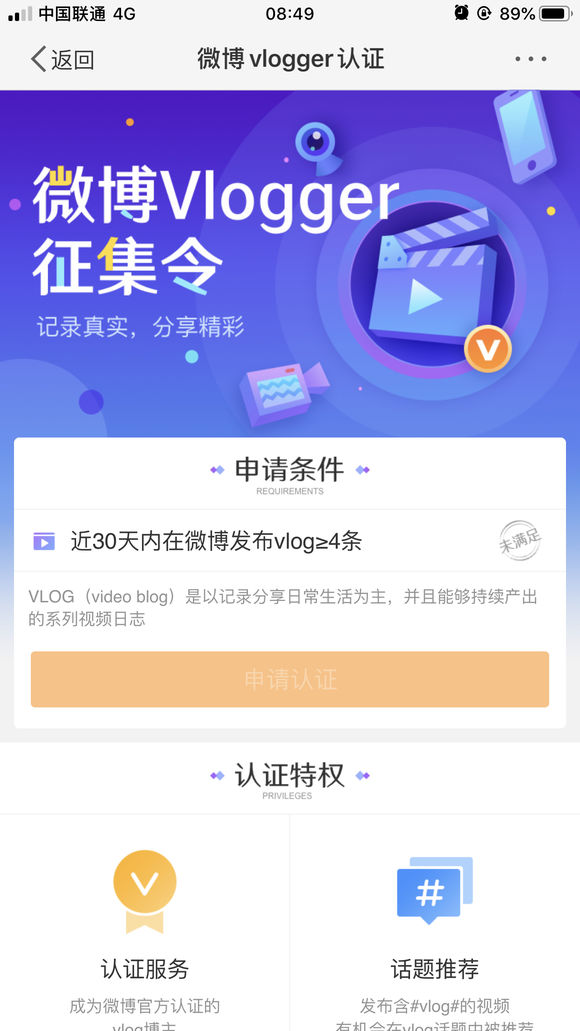 中国联通 4G 08:49 89%
返回 微博vlogger认证
微博Vlogger
征集令
记录真实，分享精彩
申请条件
REQUIREMENTS
近30天内在微博发布vlog≥4条 未满足
VLOG（video blog）是以记录分享日常生活为主，并且能够持续产出
的系列视频日志
申请认证
认证特权
PRIVILEGES
认证服务 话题推荐
成为微博官方认证的 发布含#vlog#的视频
vlog博主 有机会在vlog话题中被推荐